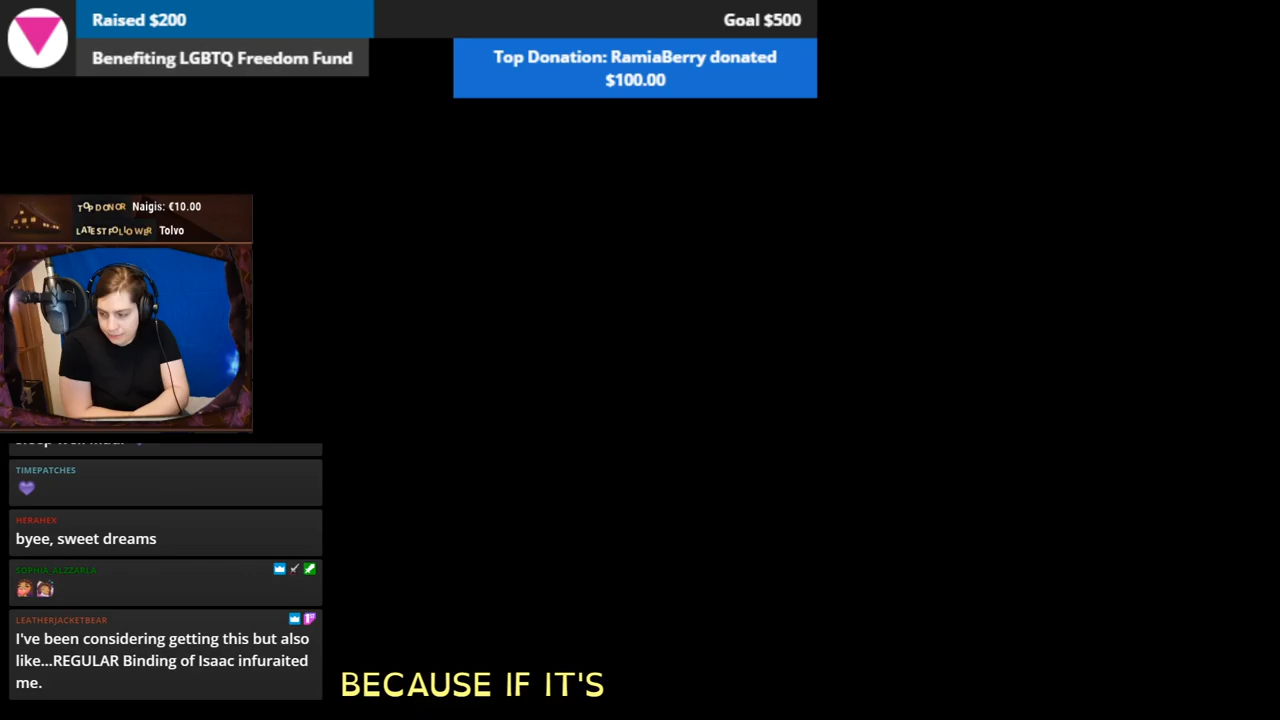 Raised $200
Goal $500
Benefiting LGBTQ Freedom Fund
Top Donation: RamiaBerry donated
$100.00
TOP DONOR Naigis: €10.00
LATEST FOLLOWER Tolvo
TIMEPATCHES
HERAHEX
byee, sweet dreams
SOPHIA_ALZZARLA
LEATHERJACKETBEAR
I've been considering getting this but also
like...REGULAR Binding of Isaac infuraited
me.
BECAUSE IF IT'S